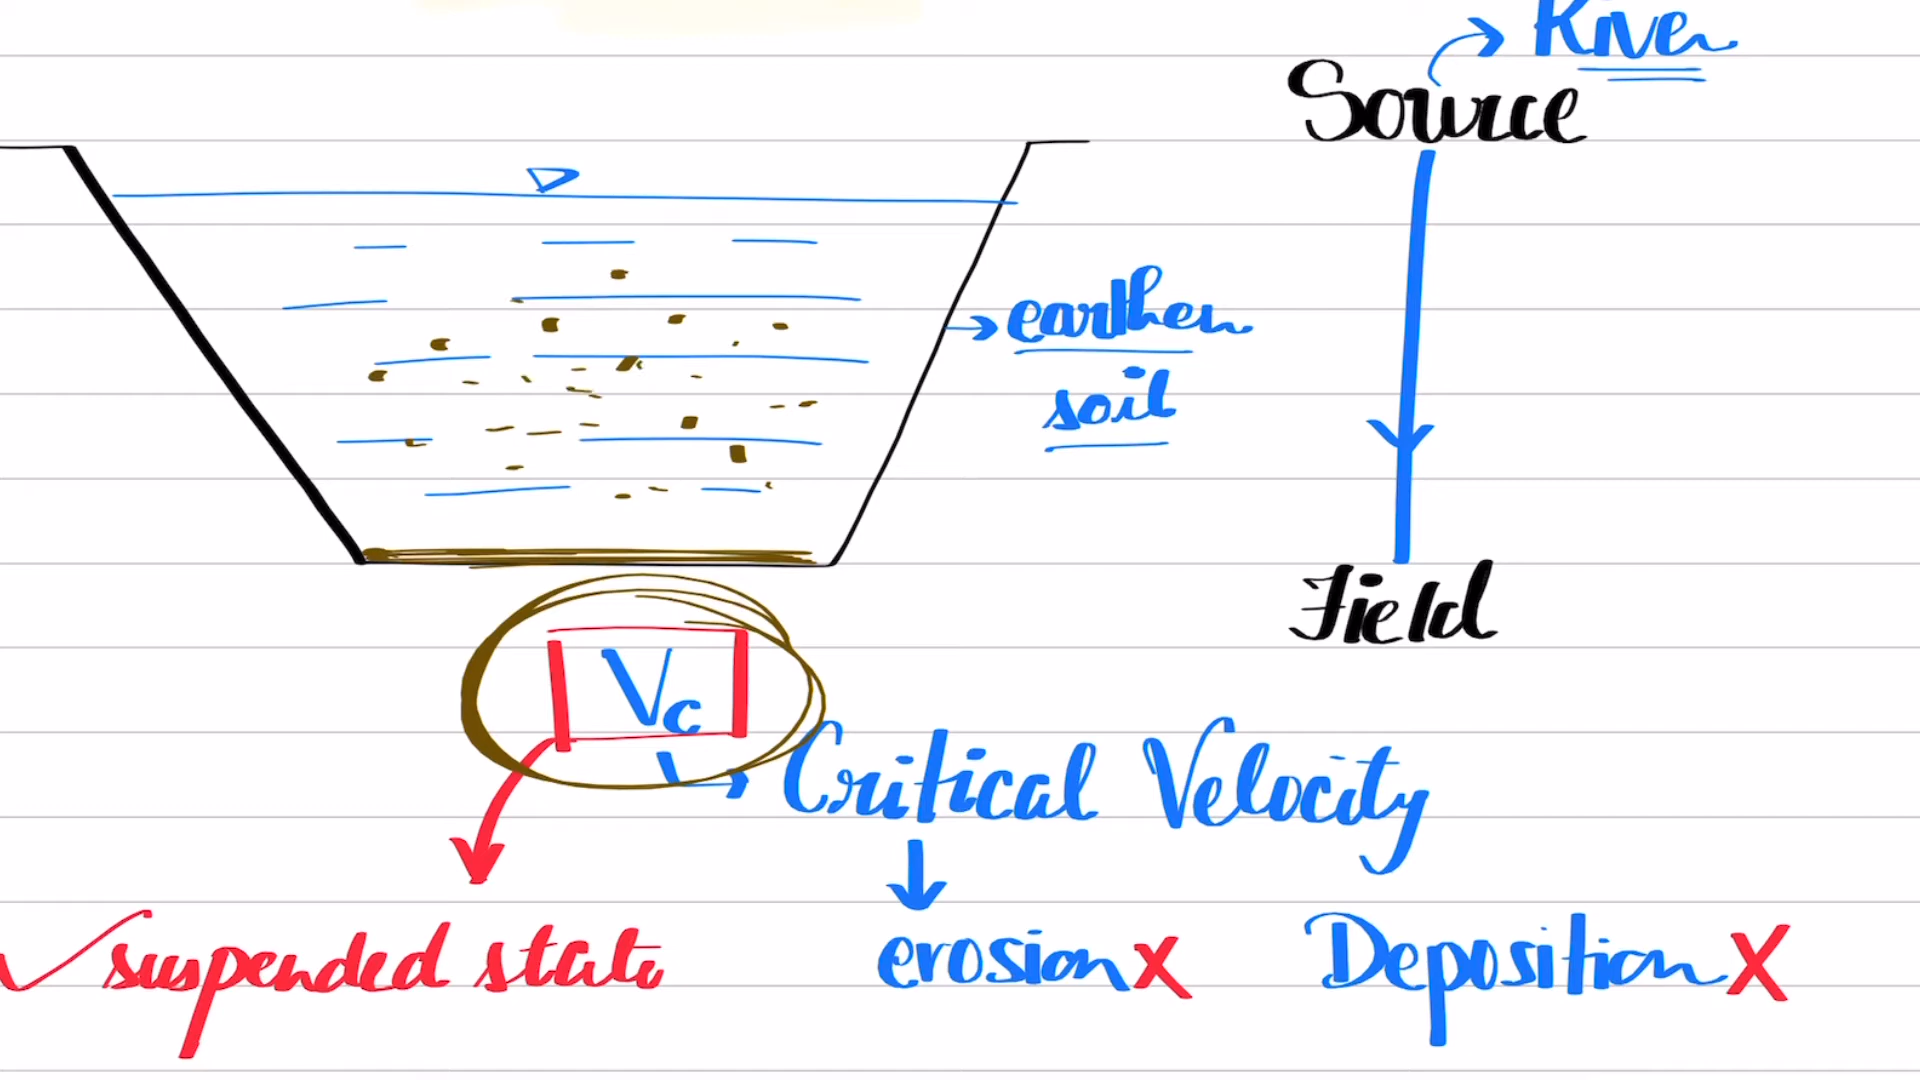 River
Source
earthen
soil
Field
Vc
Critical Velocity
suspended state
erosion X
Deposition X